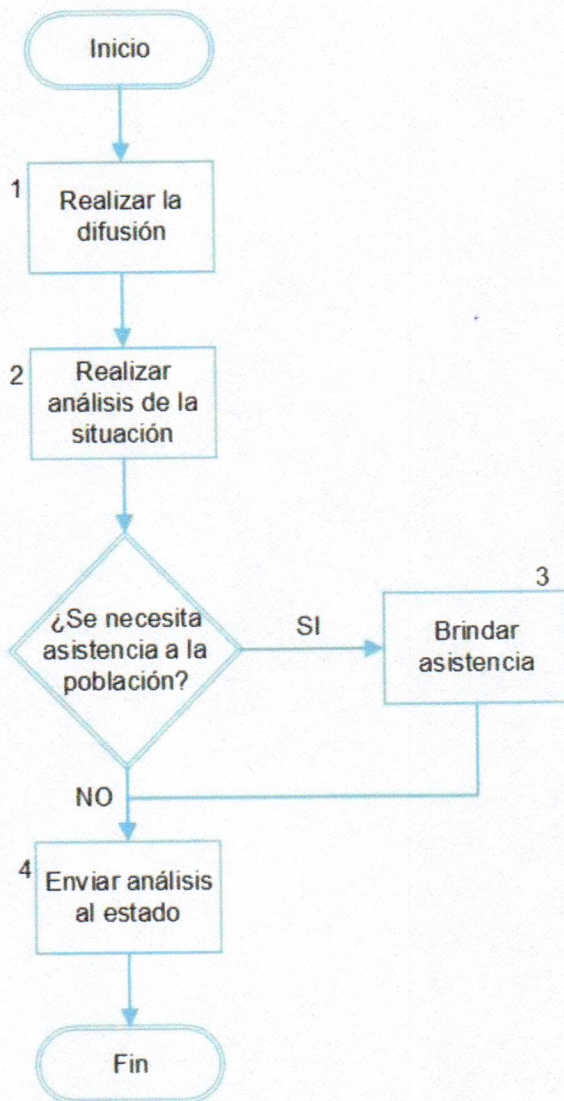 Inicio
1
Realizar la
difusión
2
Realizar
análisis de la
situación
¿Se necesita
asistencia a la
población?
SI
3
Brindar
asistencia
NO
4
Enviar análisis
al estado
Fin